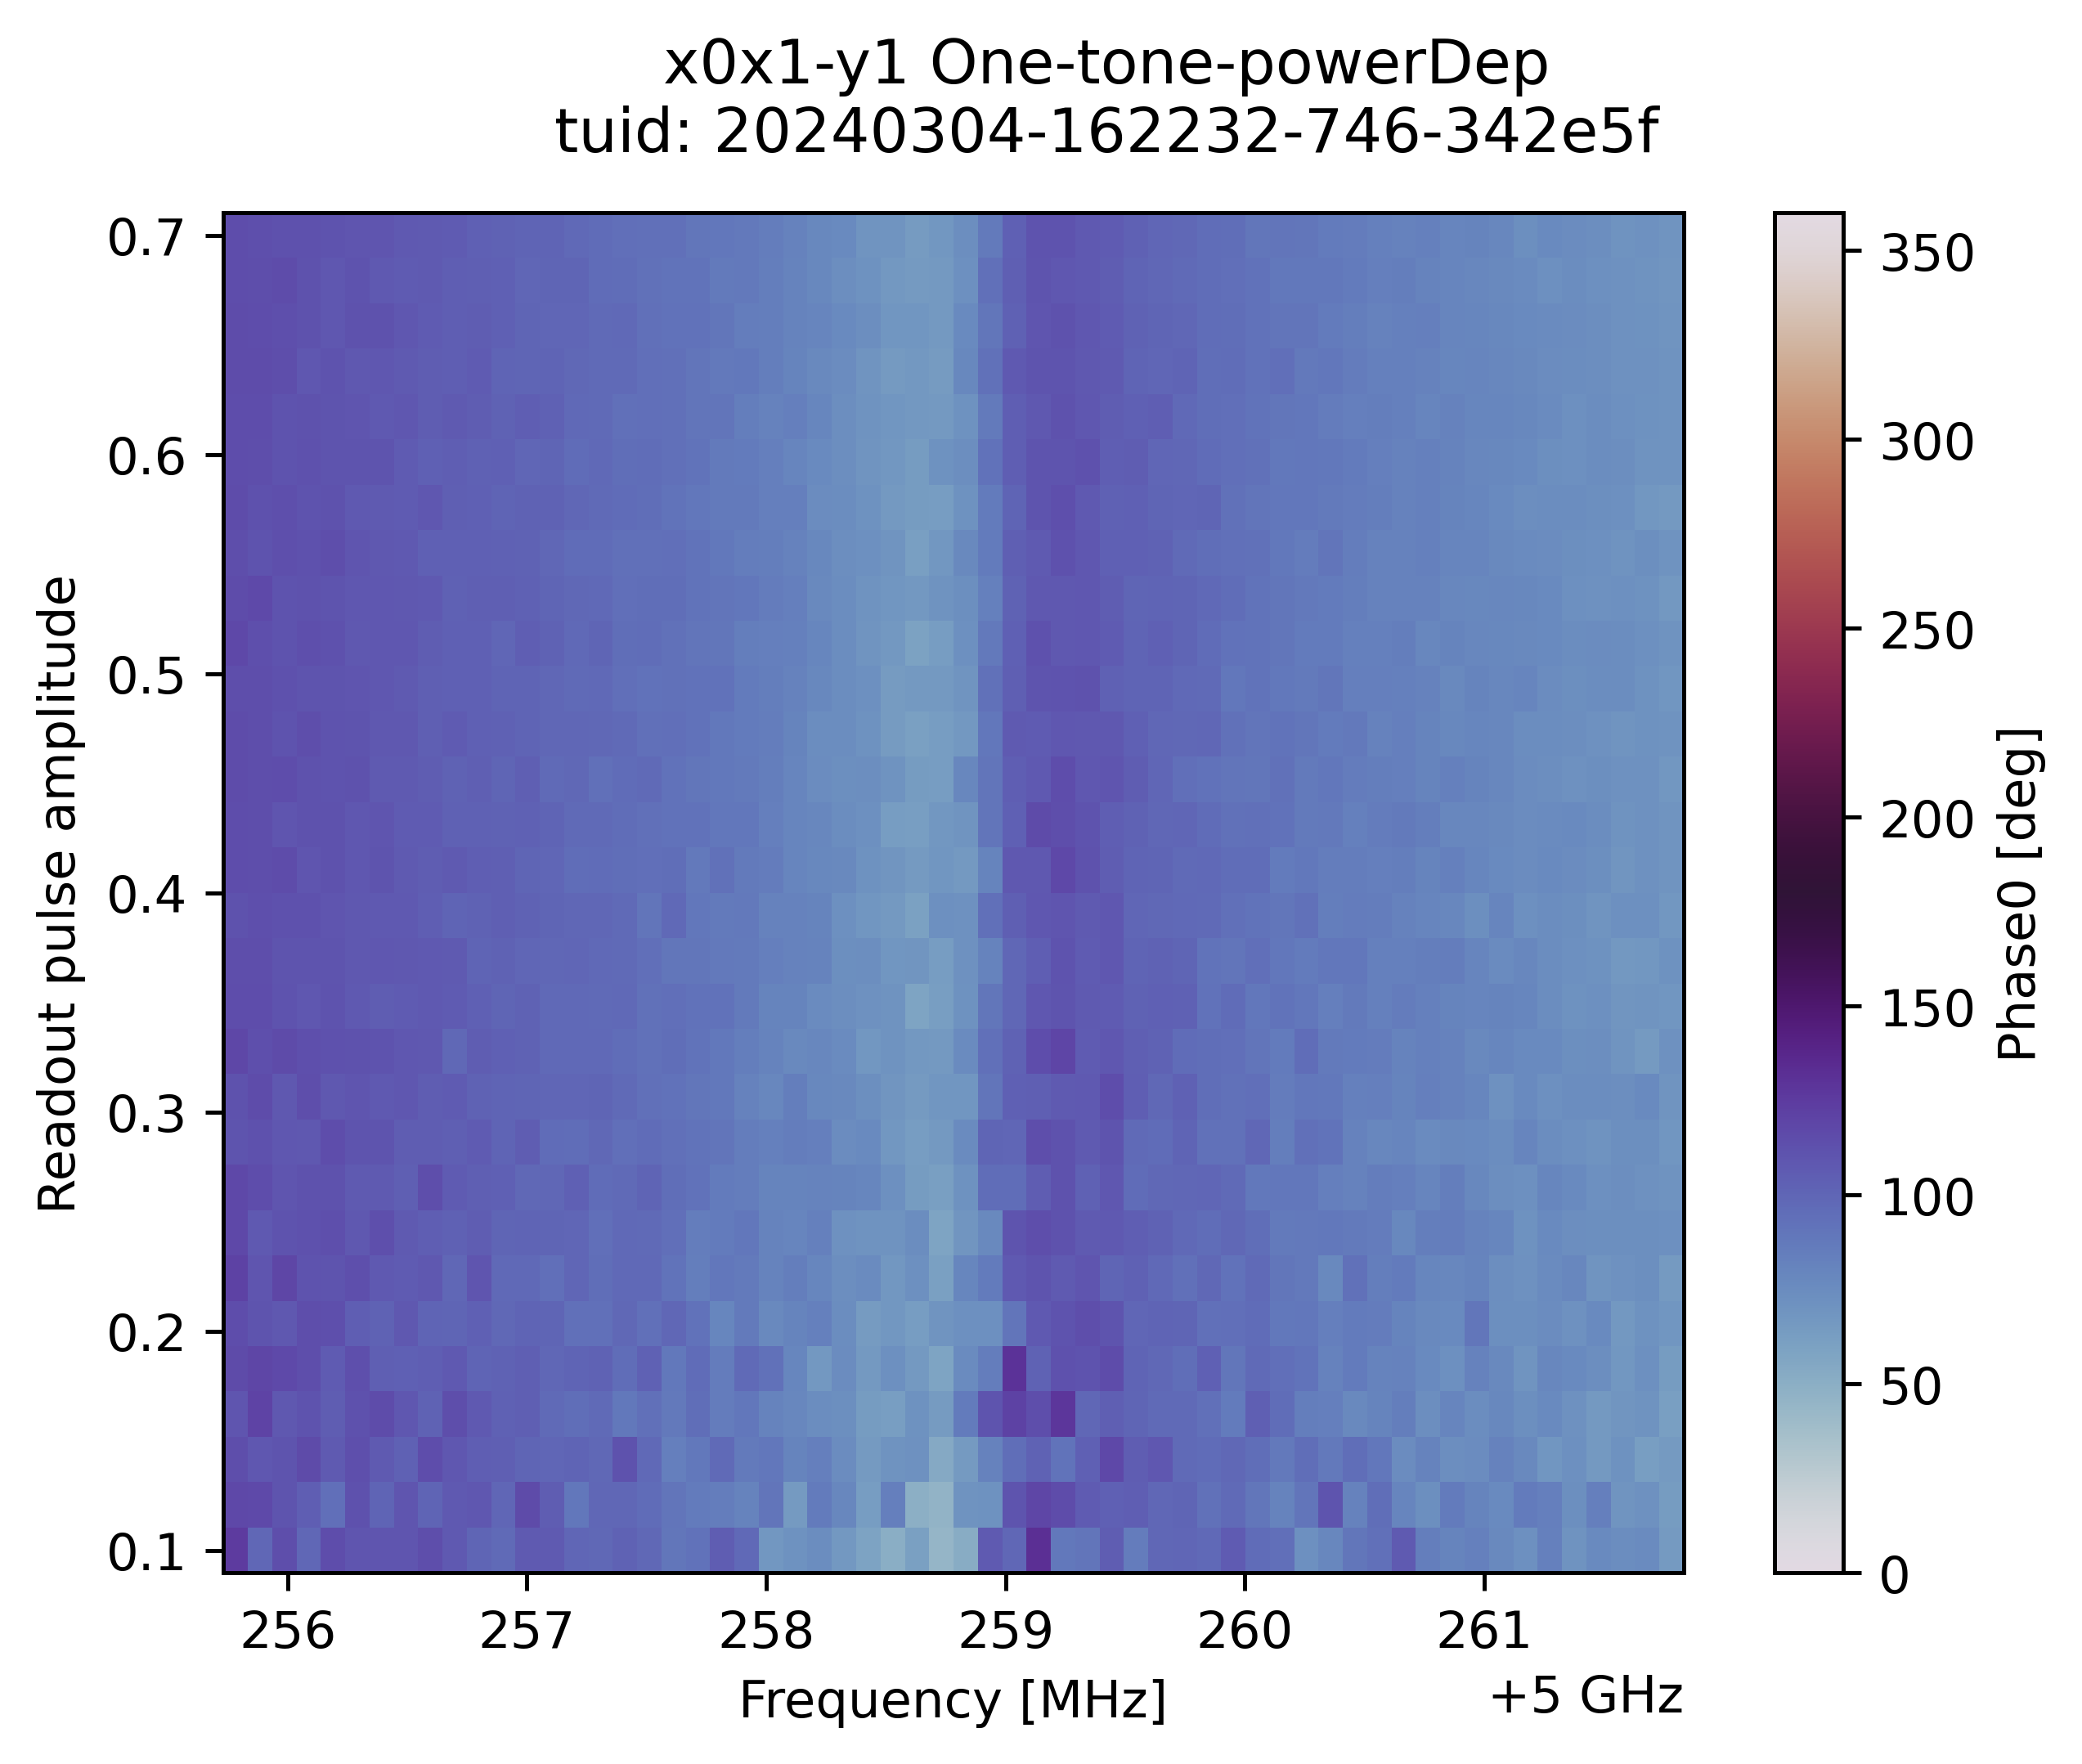 x0x1-y1 One-tone-powerDep
tuid: 20240304-162232-746-342e5f
Readout pulse amplitude
0.7
0.6
0.5
0.4
0.3
0.2
0.1
256 257 258 259 260 261
Frequency [MHz]
+5 GHz
350
300
250
200
150
100
50
0
Phase0 [deg]